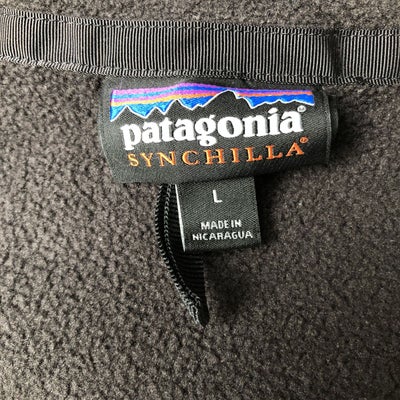 patagonia®
SYNCHILLA®
L
MADE IN
NICARAGUA